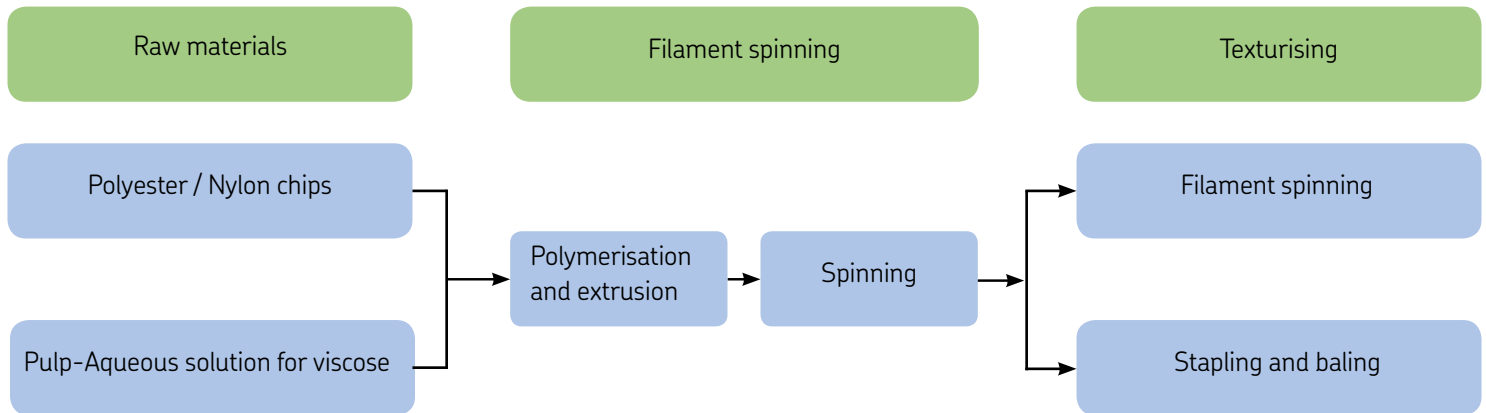 Raw materials
Filament spinning
Texturising
Polyester / Nylon chips
Filament spinning
Polymerisation
and extrusion
Spinning
Pulp-Aqueous solution for viscose
Stapling and baling